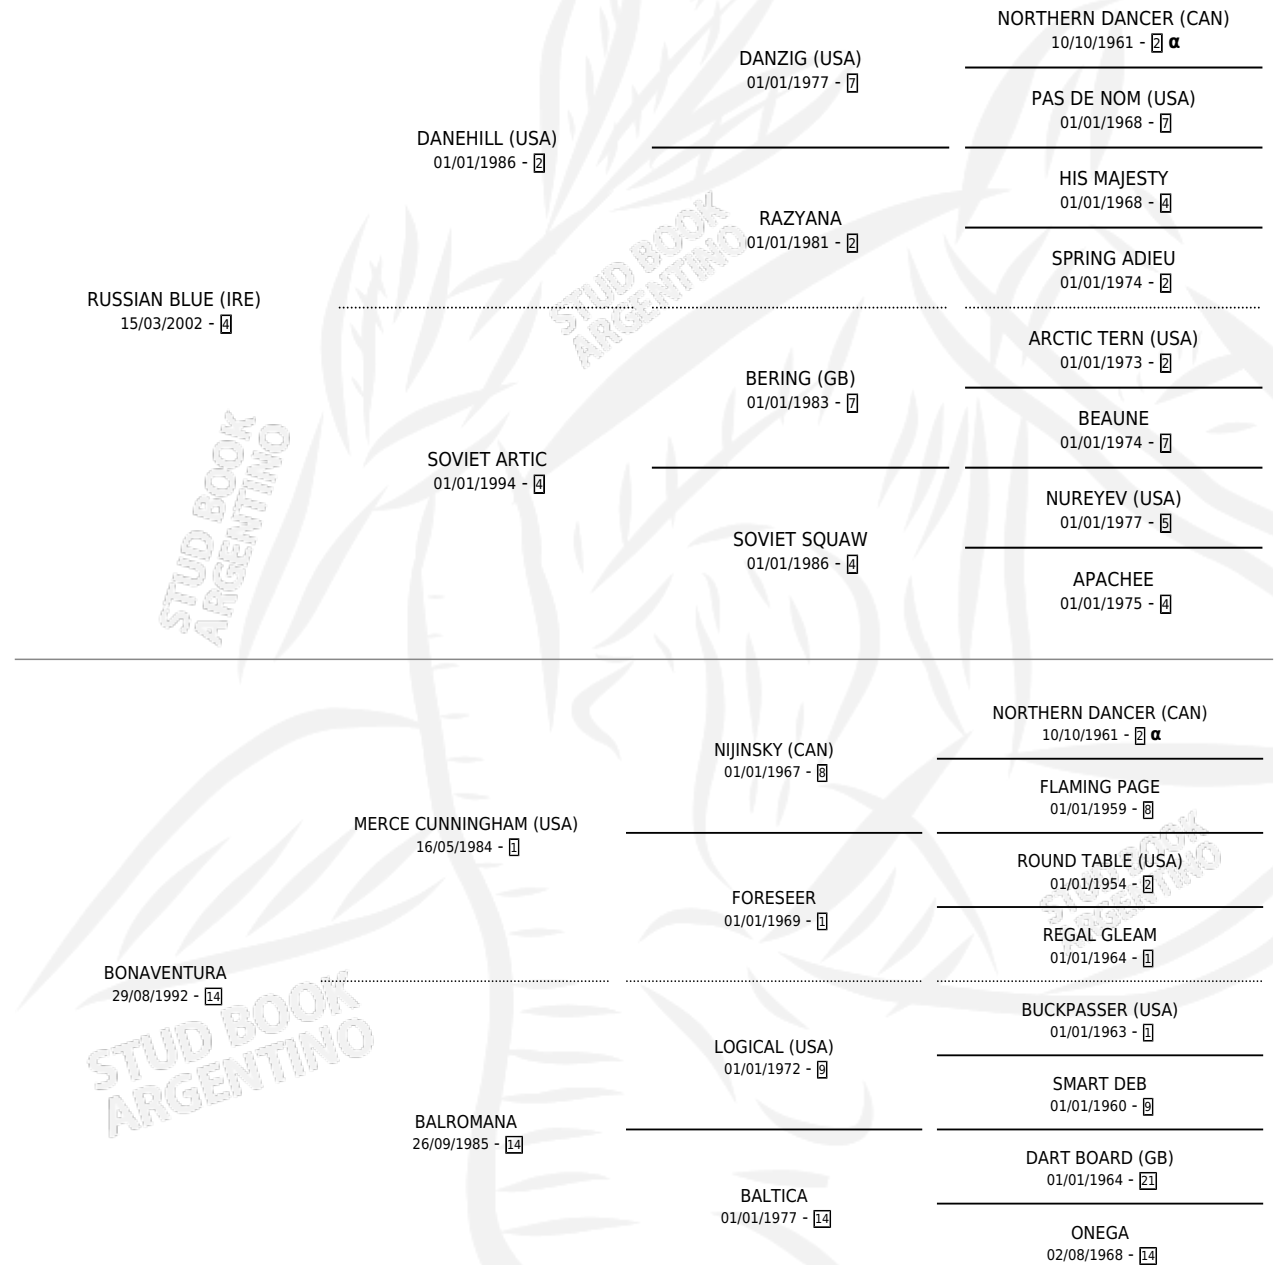 NORTHERN DANCER (CAN)
10/10/1961 - 2 α
DANZIG (USA)
01/01/1977 - 7
PAS DE NOM (USA)
01/01/1968 - 7
DANEHILL (USA)
01/01/1986 - 2
HIS MAJESTY
01/01/1968 - 4
RAZYANA
01/01/1981 - 2
SPRING ADIEU
01/01/1974 - 2
RUSSIAN BLUE (IRE)
15/03/2002 - 4
ARCTIC TERN (USA)
01/01/1973 - 2
BERING (GB)
01/01/1983 - 7
BEAUNE
01/01/1974 - 7
SOVIET ARTIC
01/01/1994 - 4
NUREYEV (USA)
01/01/1977 - 5
SOVIET SQUAW
01/01/1986 - 4
APACHEE
01/01/1975 - 4
NORTHERN DANCER (CAN)
10/10/1961 - 2 α
NIJINSKY (CAN)
01/01/1967 - 8
FLAMING PAGE
01/01/1959 - 8
MERCE CUNNINGHAM (USA)
16/05/1984 - 1
ROUND TABLE (USA)
01/01/1954 - 2
FORESEER
01/01/1969 - 1
REGAL GLEAM
01/01/1964 - 1
BONAVENTURA
29/08/1992 - 14
BUCKPASSER (USA)
01/01/1963 - 1
LOGICAL (USA)
01/01/1972 - 9
SMART DEB
01/01/1960 - 9
BALROMANA
26/09/1985 - 14
DART BOARD (GB)
01/01/1964 - 21
BALTICA
01/01/1977 - 14
ONEGA
02/08/1968 - 14
STUD BOOK
ARGENTINO
STUD BOOK
ARGENTINO
STUD BOOK
ARGENTINO
STUD BOOK
ARGENTINO